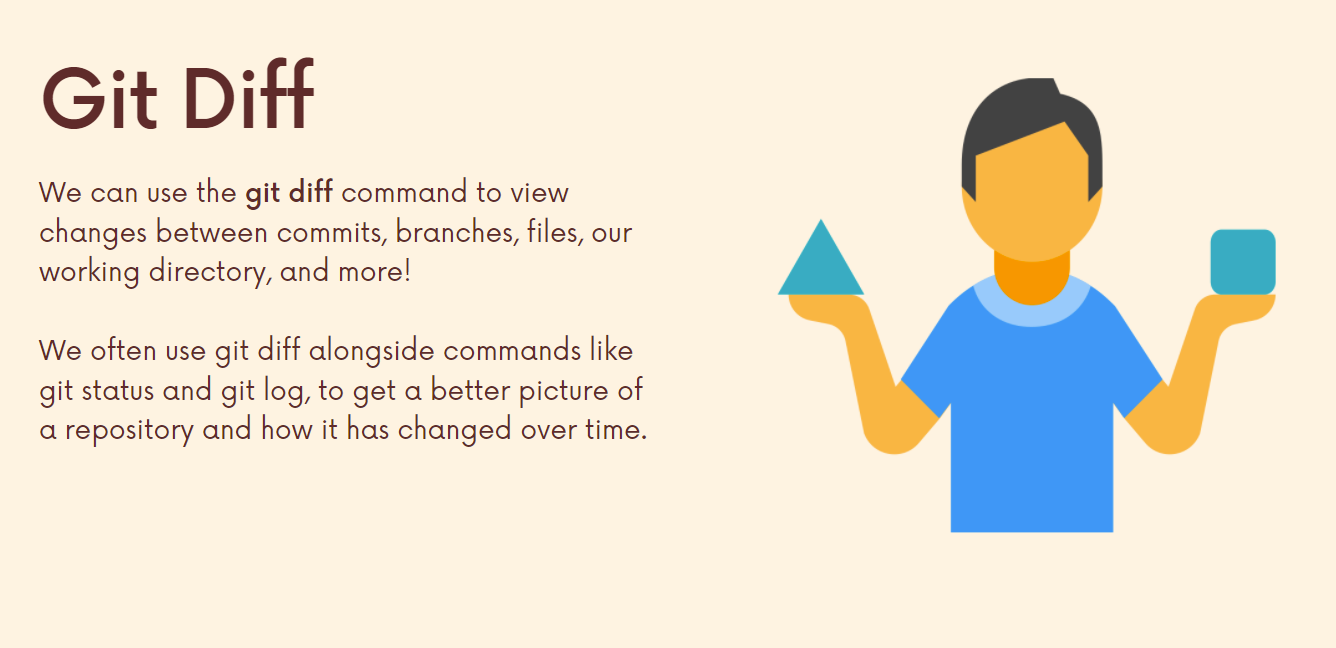 Git Diff
We can use the git diff command to view
changes between commits, branches, files, our
working directory, and more!
We often use git diff alongside commands like
git status and git log, to get a better picture of
a repository and how it has changed over time.